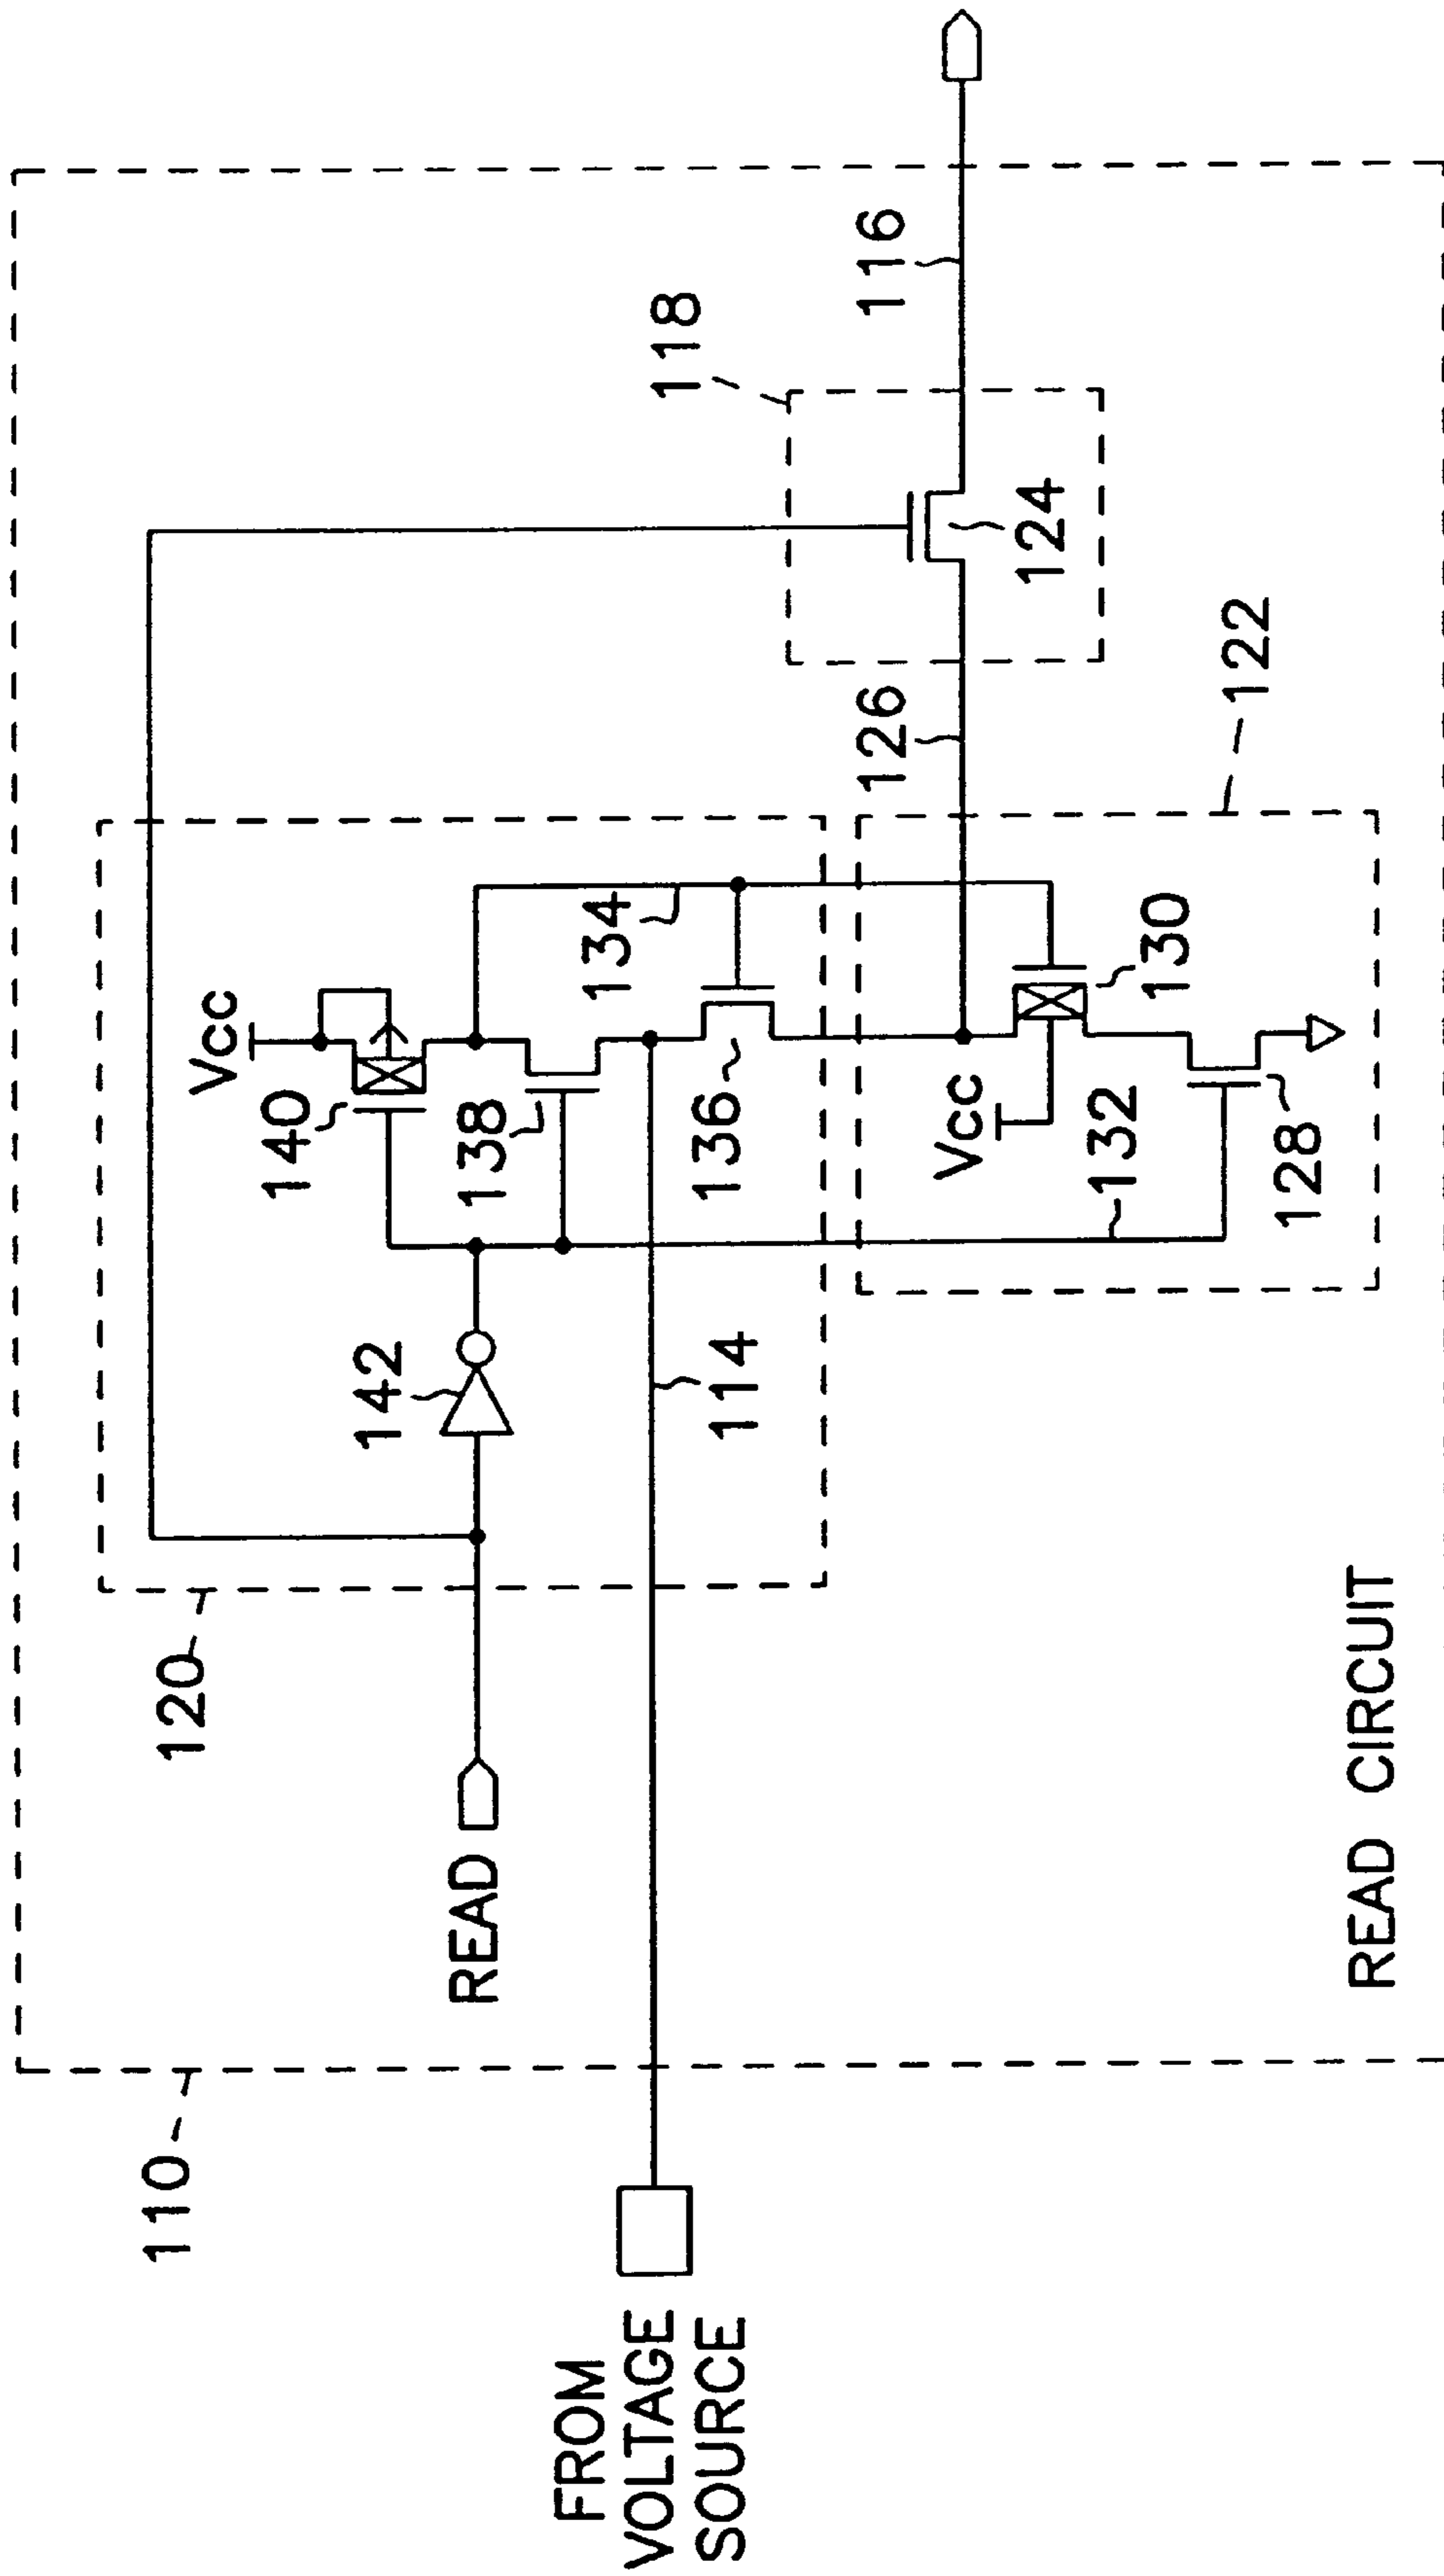 110
120
READ
FROM
VOLTAGE
SOURCE
142
114
Vcc
140
138
136
134
Vcc
132
128
130
126
122
118
124
116
READ CIRCUIT